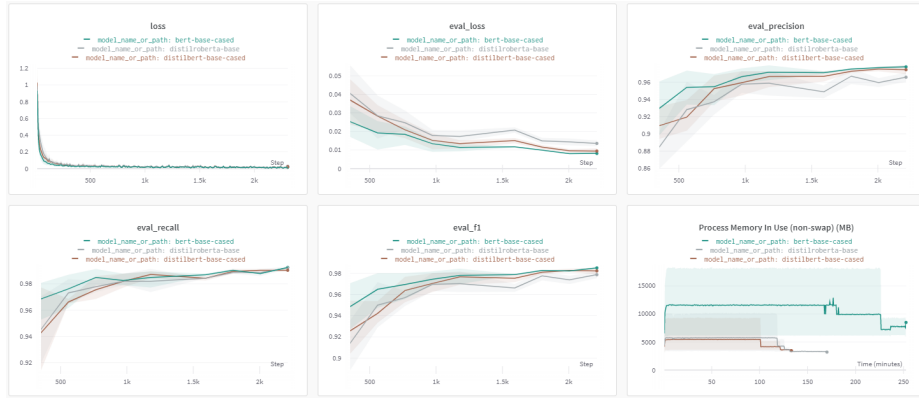 loss
model_name_or_path: bert-base-cased
model_name_or_path: distilroberta-base
model_name_or_path: distilbert-base-cased
1.2
1
0.8
0.6
0.4
0.2
0
Step
500
1k
1.5k
2k
eval_loss
model_name_or_path: bert-base-cased
model_name_or_path: distilroberta-base
model_name_or_path: distilbert-base-cased
0.05
0.04
0.03
0.02
0.01
0
Step
500
1k
1.5k
2k
eval_precision
model_name_or_path: bert-base-cased
model_name_or_path: distilroberta-base
model_name_or_path: distilbert-base-cased
0.96
0.94
0.92
0.9
0.88
0.86
Step
500
1k
1.5k
2k
eval_recall
model_name_or_path: bert-base-cased
model_name_or_path: distilroberta-base
model_name_or_path: distilbert-base-cased
0.98
0.96
0.94
0.92
Step
500
1k
1.5k
2k
eval_f1
model_name_or_path: bert-base-cased
model_name_or_path: distilroberta-base
model_name_or_path: distilbert-base-cased
0.98
0.96
0.94
0.92
0.9
Step
500
1k
1.5k
2k
Process Memory In Use (non-swap) (MB)
model_name_or_path: bert-base-cased
model_name_or_path: distilroberta-base
model_name_or_path: distilbert-base-cased
15000
10000
5000
0
Time (minutes)
50
100
150
200
250